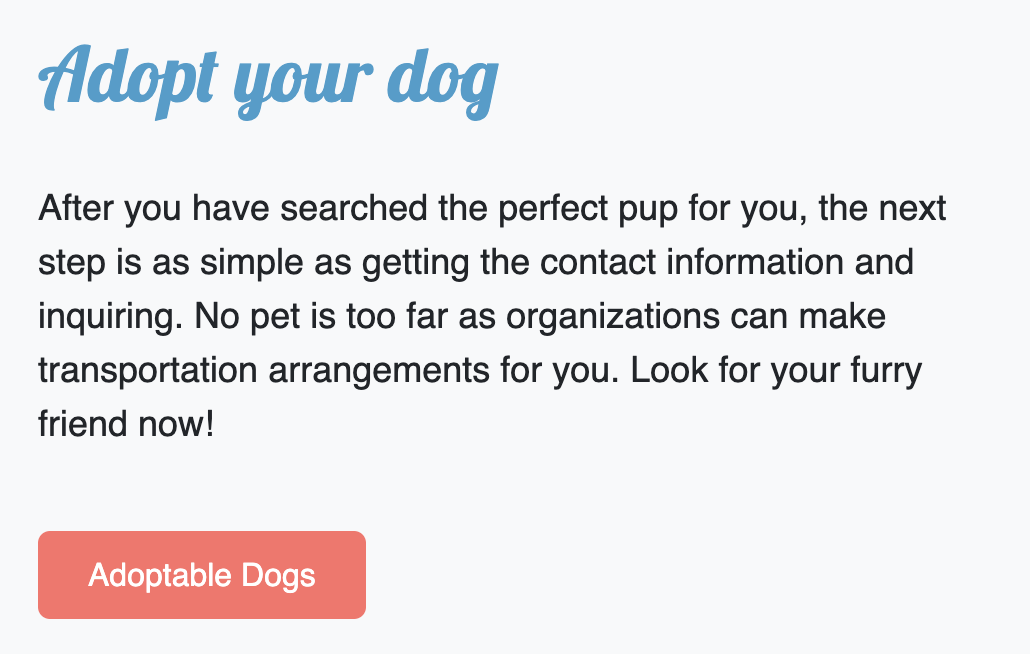 Adopt your dog
After you have searched the perfect pup for you, the next
step is as simple as getting the contact information and
inquiring. No pet is too far as organizations can make
transportation arrangements for you. Look for your furry
friend now!
Adoptable Dogs